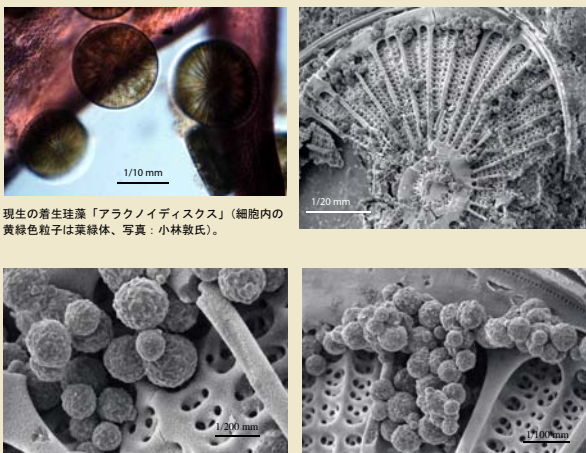 1/10 mm
1/20 mm
現生の着生珪藻「アラクノイディスクス」（細胞内の
黄緑色粒子は葉緑体、写真：小林敦氏）。
1/200 mm
1/100 mm